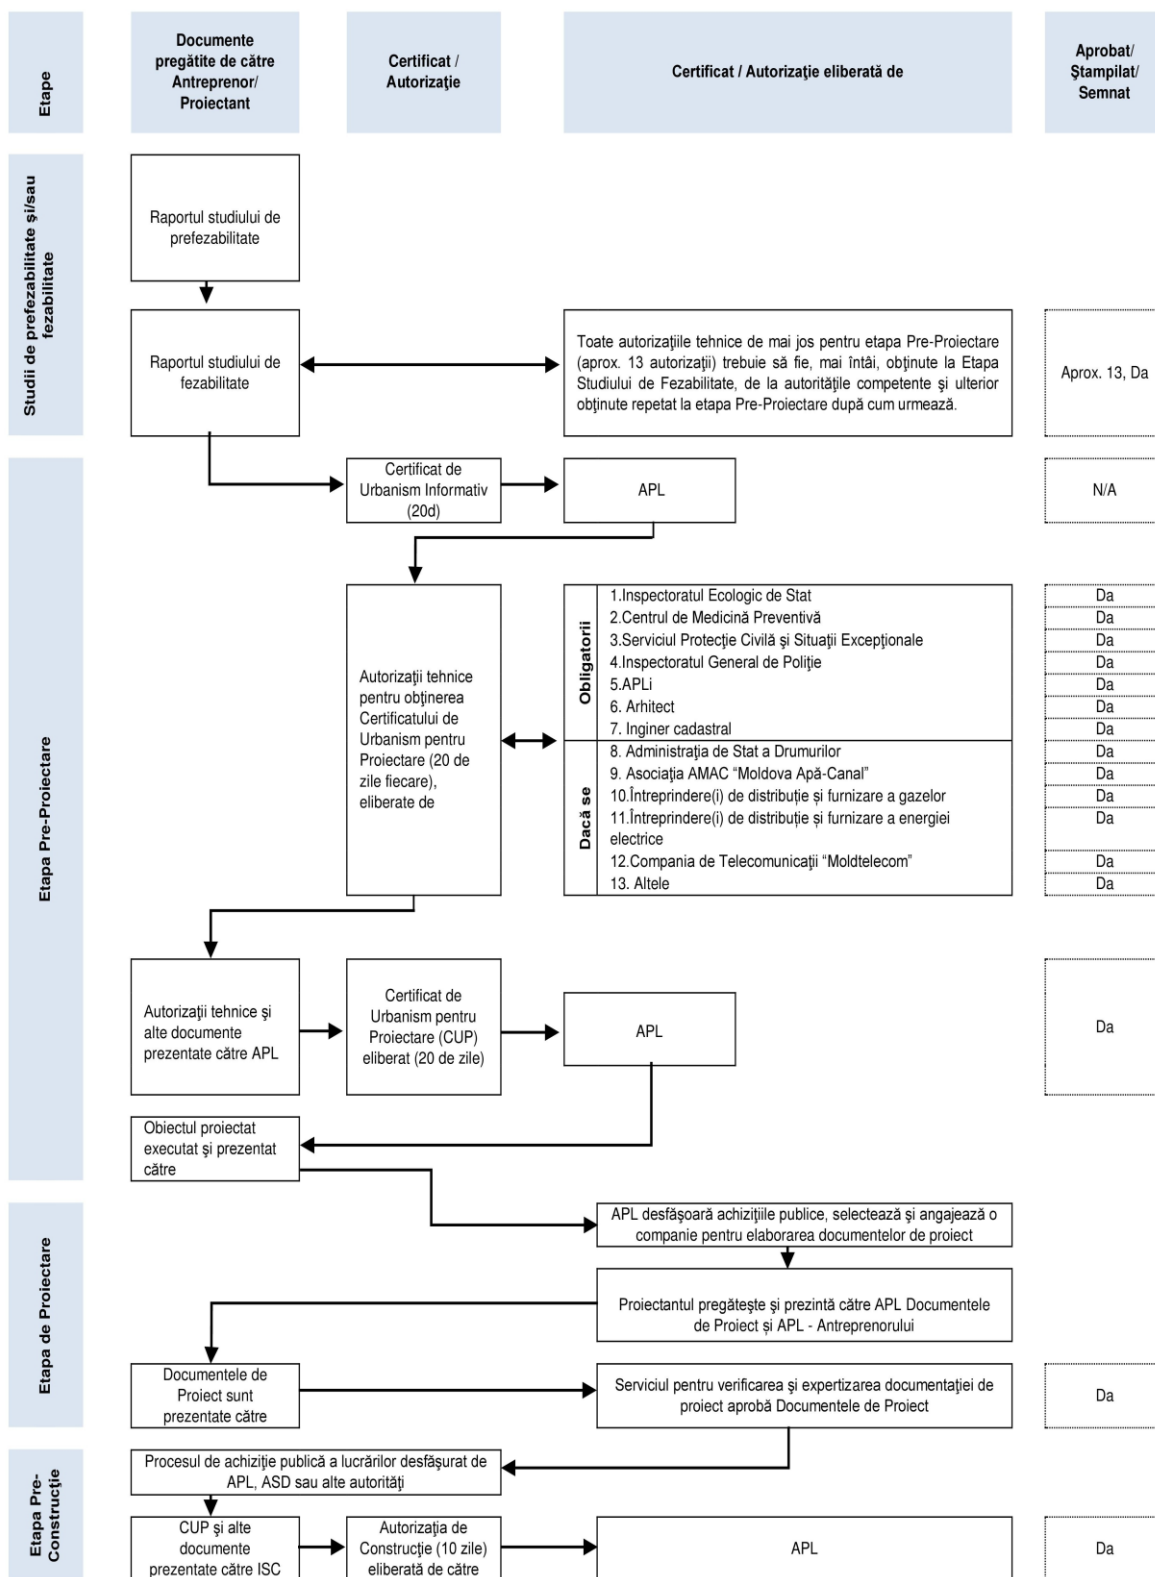 Etape
Documente
pregătite de către
Antreprenor/
Proiectant
Certificat /
Autorizaţie
Certificat / Autorizaţie eliberată de
Aprobat/
Ştampilat/
Semnat
Studii de prefezabilitate şi/sau
fezabilitate
Raportul studiului de
prefezabilitate
Raportul studiului de
fezabilitate
Toate autorizaţiile tehnice de mai jos pentru etapa Pre-Proiectare
(aprox. 13 autorizaţii) trebuie să fie, mai întâi, obţinute la Etapa
Studiului de Fezabilitate, de la autorităţile competente şi ulterior
obţinute repetat la etapa Pre-Proiectare după cum urmează.
Aprox. 13, Da
Etapa Pre-Proiectare
Certificat de
Urbanism Informativ
(20d)
APL
N/A
Autorizaţii tehnice
pentru obţinerea
Certificatului de
Urbanism pentru
Proiectare (20 de
zile fiecare),
eliberate de
Obligatorii
1.Inspectoratul Ecologic de Stat
Da
2.Centrul de Medicină Preventivă
Da
3.Serviciul Protecţie Civilă şi Situaţii Excepţionale
Da
4.Inspectoratul General de Poliţie
Da
5.APLi
Da
6. Arhitect
Da
7. Inginer cadastral
Da
Dacă se
8. Administraţia de Stat a Drumurilor
Da
9. Asociaţia AMAC “Moldova Apă-Canal”
Da
10.Întreprindere(i) de distribuție și furnizare a gazelor
Da
11.Întreprindere(i) de distribuție și furnizare a energiei
electrice
Da
12.Compania de Telecomunicaţii “Moldtelecom”
Da
13. Altele
Da
Autorizaţii tehnice şi
alte documente
prezentate către APL
Certificat de
Urbanism pentru
Proiectare (CUP)
eliberat (20 de zile)
APL
Da
Obiectul proiectat
executat şi prezentat
către
Etapa de Proiectare
APL desfăşoară achiziţiile publice, selectează şi angajează o
companie pentru elaborarea documentelor de proiect
Proiectantul pregăteşte şi prezintă către APL Documentele
de Proiect și APL - Antreprenorului
Documentele de
Proiect sunt
prezentate către
Serviciul pentru verificarea şi expertizarea documentaţiei de
proiect aprobă Documentele de Proiect
Da
Etapa Pre-
Construcţie
Procesul de achiziţie publică a lucrărilor desfăşurat de
APL, ASD sau alte autorităţi
CUP şi alte
documente
prezentate către ISC
Autorizaţia de
Construcţie (10 zile)
eliberată de către
APL
Da